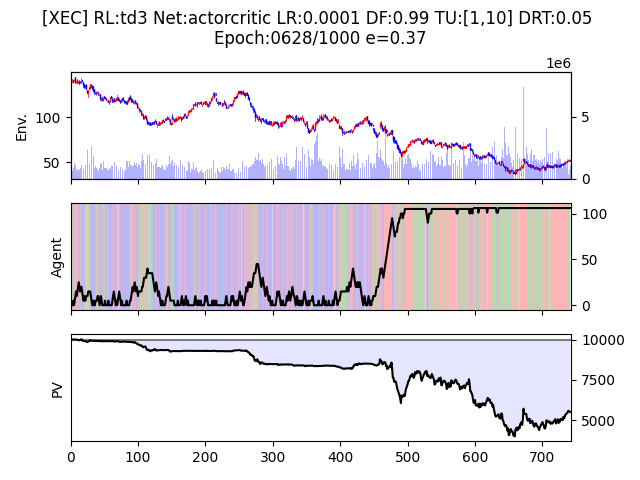 [XEC] RL:td3 Net:actorcritic LR:0.0001 DF:0.99 TU:[1,10] DRT:0.05
Epoch:0628/1000 e=0.37
1e6
Env.
100
50
5
0
Agent
100
50
0
PV
10000
7500
5000
0 100 200 300 400 500 600 700